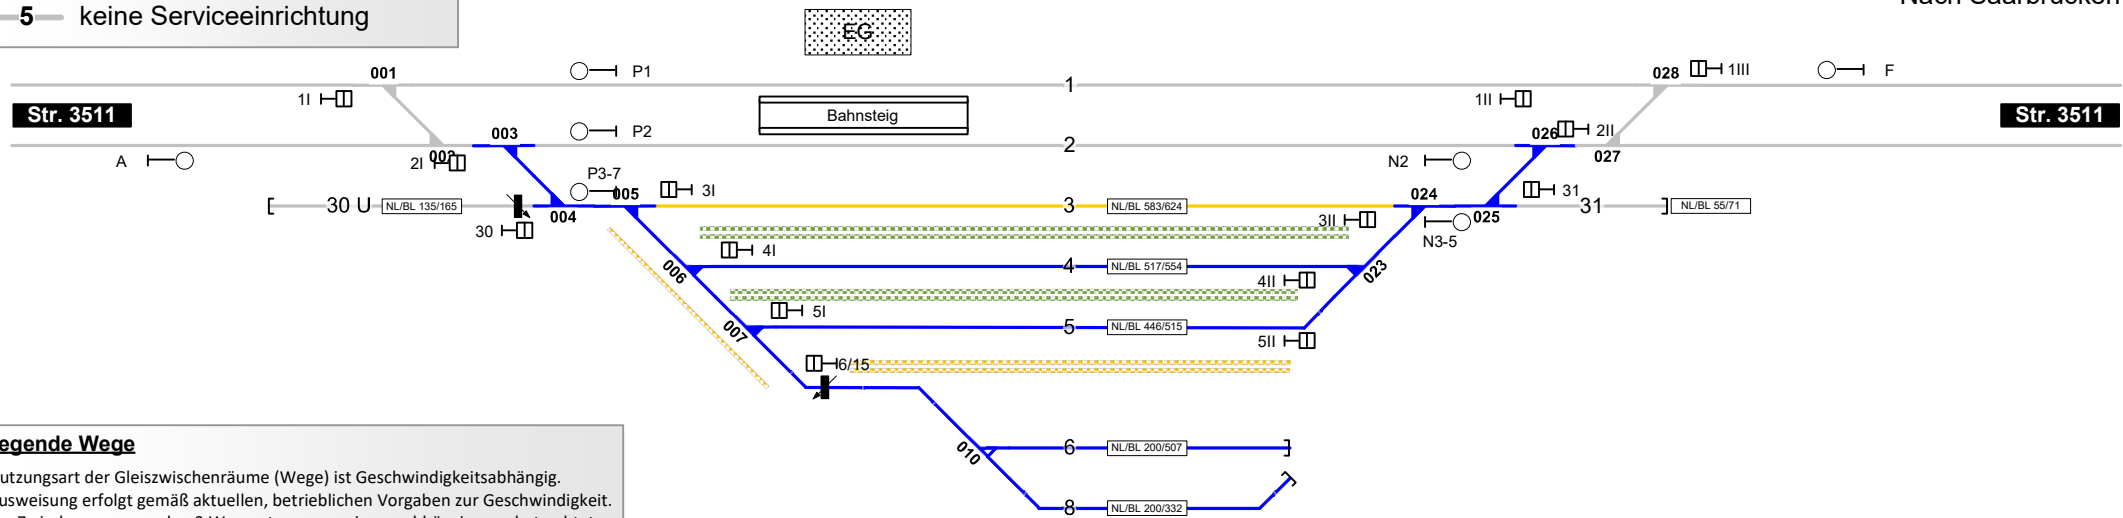 Nach Saarbrücken
5 keine Serviceeinrichtung
EG
001 P1 1 028 1III F
1I 1II
Str. 3511 Bahnsteig Str. 3511
003 P2 2 026 2II
A 002 2I N2 027
P3-7
005 3I 024 31
30 U NL/BL 135/165 3 NL/BL 583/624 31 NL/BL 55/71
004 025
30 3II N3-5
4I
006 4 NL/BL 517/554 023
4II
5I
007 5 NL/BL 446/515
5II
6/15
egende Wege
010 6 NL/BL 200/507
utzungsart der Gleiszwischenräume (Wege) ist Geschwindigkeitsabhängig.
usweisung erfolgt gemäß aktuellen, betrieblichen Vorgaben zur Geschwindigkeit.
8 NL/BL 200/332